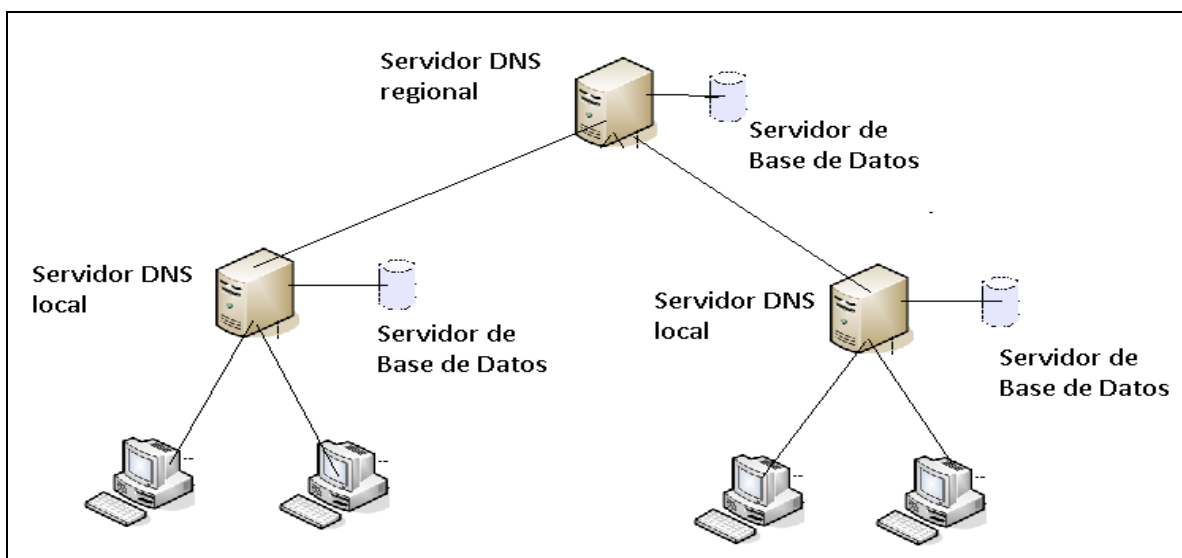 Servidor DNS
regional
Servidor de
Base de Datos
Servidor DNS
local
Servidor de
Base de Datos
Servidor DNS
local
Servidor de
Base de Datos